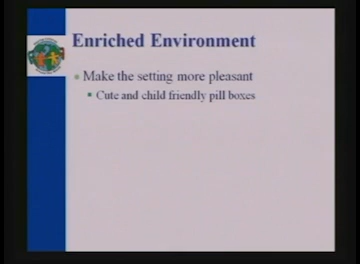 Enriched Environment
Make the setting more pleasant
Cute and child friendly pill boxes